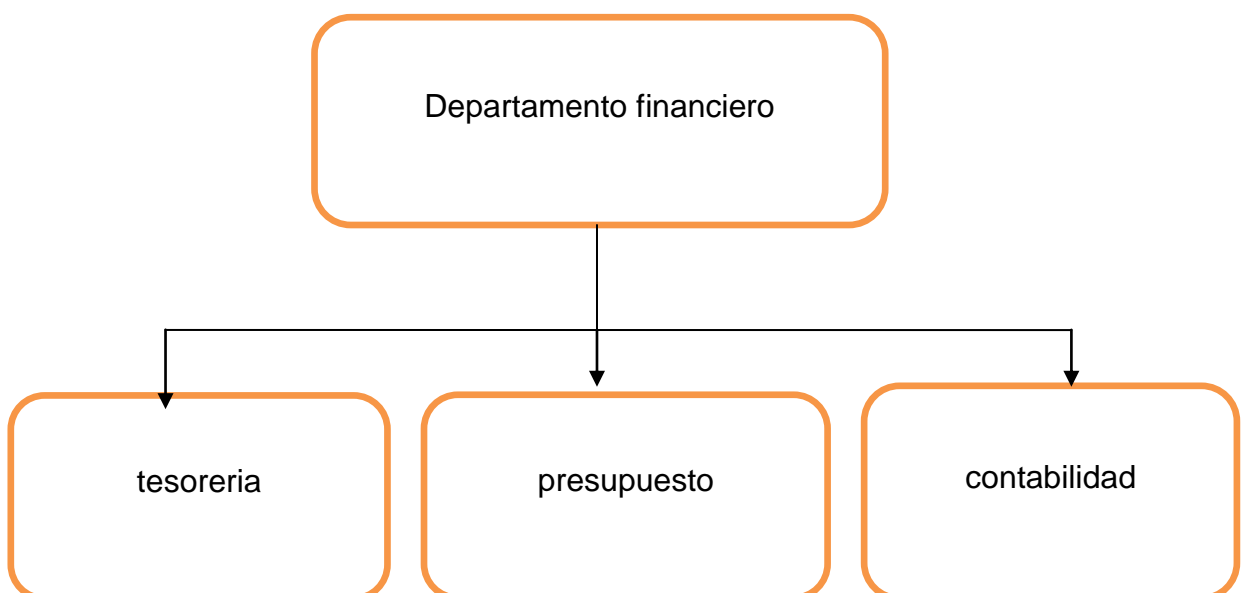 Departamento financiero
tesoreria
presupuesto
contabilidad